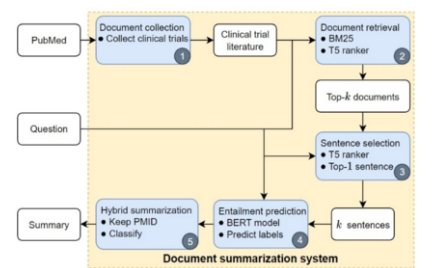 PubMed
Document collection
● Collect clinical trials
1
Clinical trial
literature
Document retrieval
● BM25
● T5 ranker
2
Top-k documents
Question
Sentence selection
● T5 ranker
● Top-1 sentence
3
Summary
Hybrid summarization
● Keep PMID
● Classify
5
Entailment prediction
● BERT model
● Predict labels
4
k sentences
Document summarization system